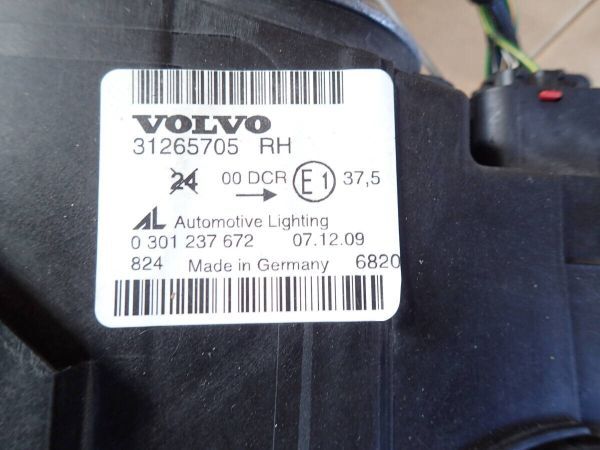 VOLVO
31265705 RH
24 00 DCR E1 37,5
AL Automotive Lighting
0 301 237 672 07.12.09
824 Made in Germany 6820